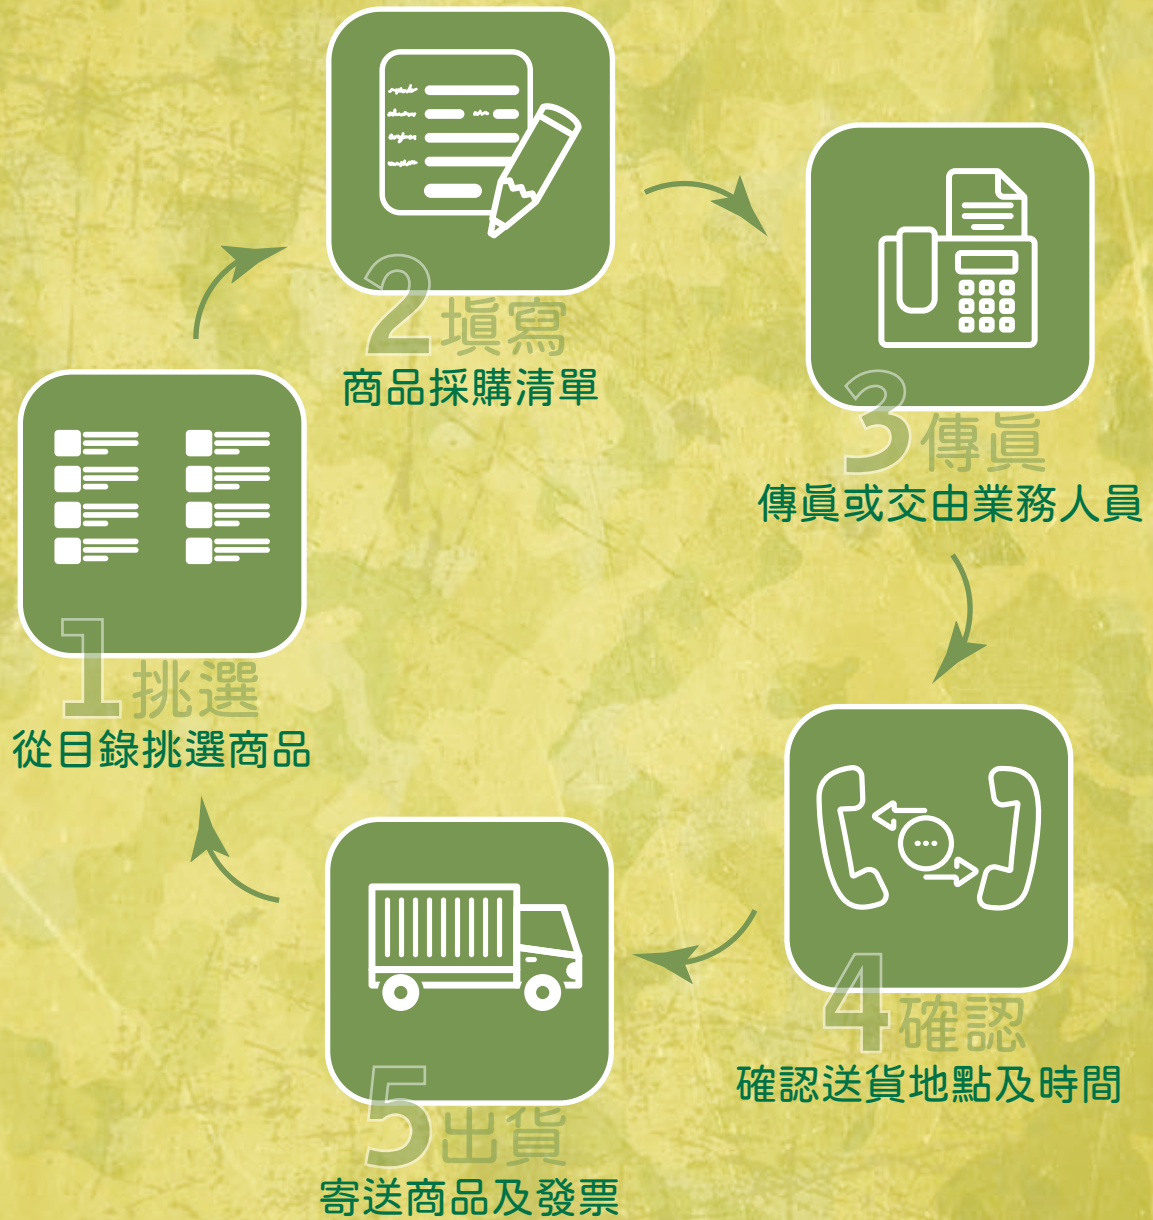 1 挑選
從目錄挑選商品
2 填寫
商品採購清單
3 傳真
傳真或交由業務人員
4 確認
確認送貨地點及時間
5 出貨
寄送商品及發票